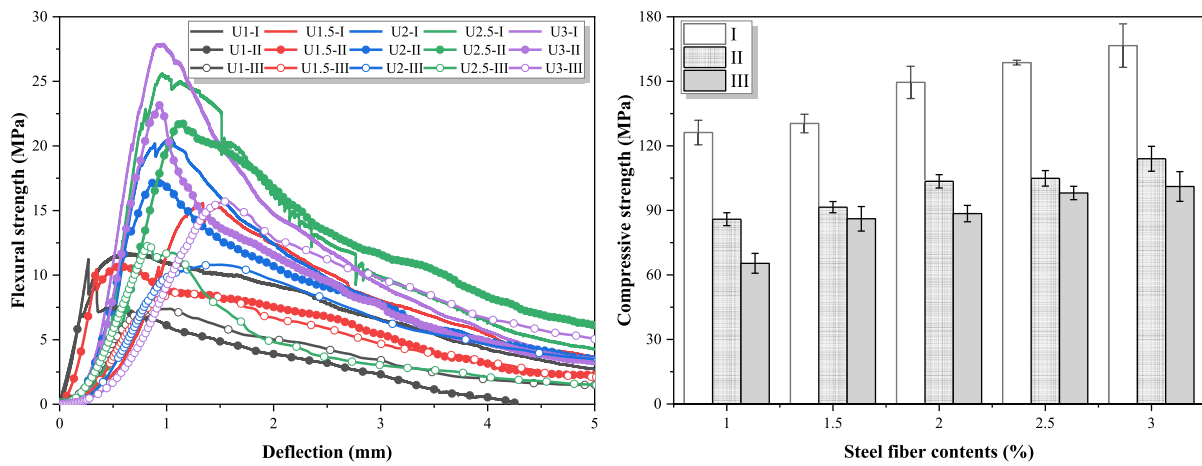 U1-I U1.5-I U2-I U2.5-I U3-I
U1-II U1.5-II U2-II U2.5-II U3-II
U1-III U1.5-III U2-III U2.5-III U3-III
30
25
20
15
10
5
0
Flexural strength (MPa)
0 1 2 3 4 5
Deflection (mm)
I
II
III
180
150
120
90
60
30
0
Compressive strength (MPa)
1 1.5 2 2.5 3
Steel fiber contents (%)